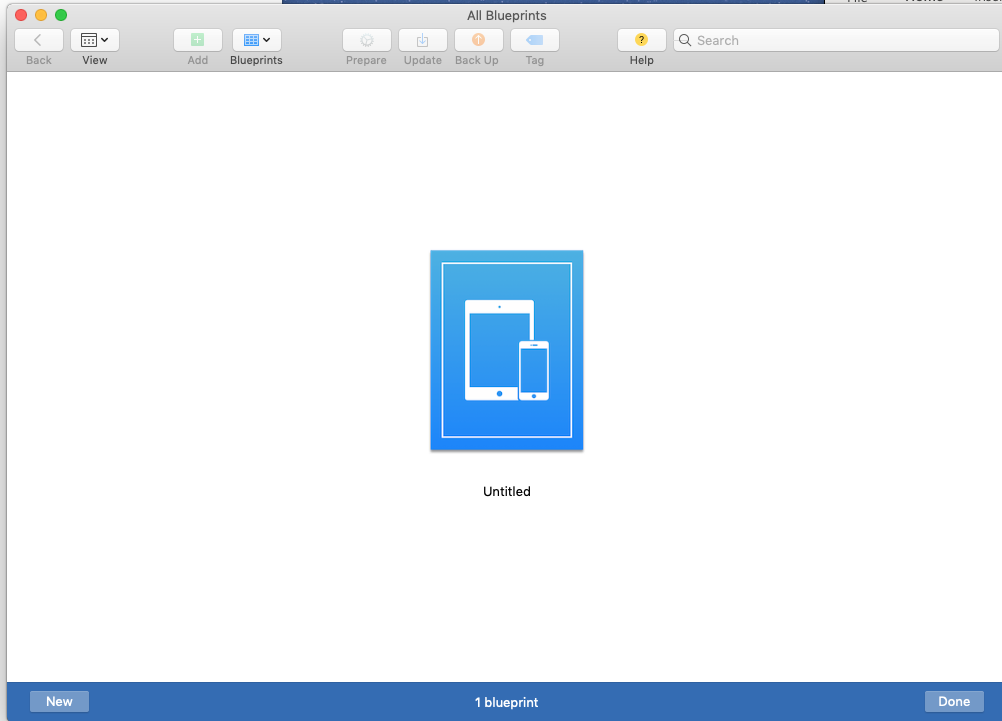 All Blueprints
Back View Add Blueprints Prepare Update Back Up Tag ? Help Search
Untitled
New 1 blueprint Done